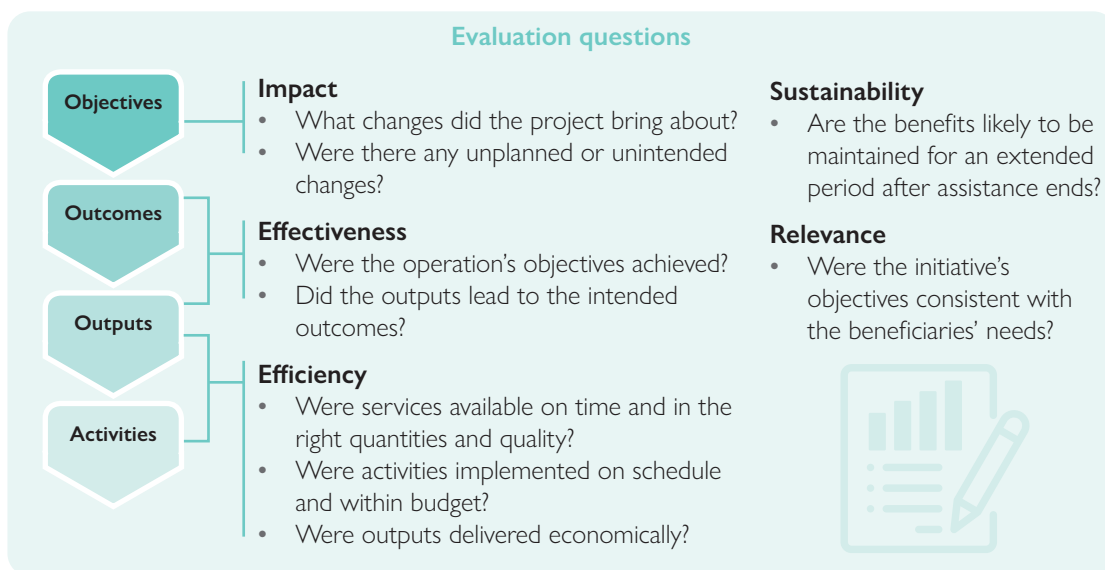 Evaluation questions
Objectives
Outcomes
Outputs
Activities
Impact
• What changes did the project bring about?
• Were there any unplanned or unintended
changes?
Effectiveness
• Were the operation’s objectives achieved?
• Did the outputs lead to the intended
outcomes?
Efficiency
• Were services available on time and in the
right quantities and quality?
• Were activities implemented on schedule
and within budget?
• Were outputs delivered economically?
Sustainability
• Are the benefits likely to be
maintained for an extended
period after assistance ends?
Relevance
• Were the initiative’s
objectives consistent with
the beneficiaries’ needs?